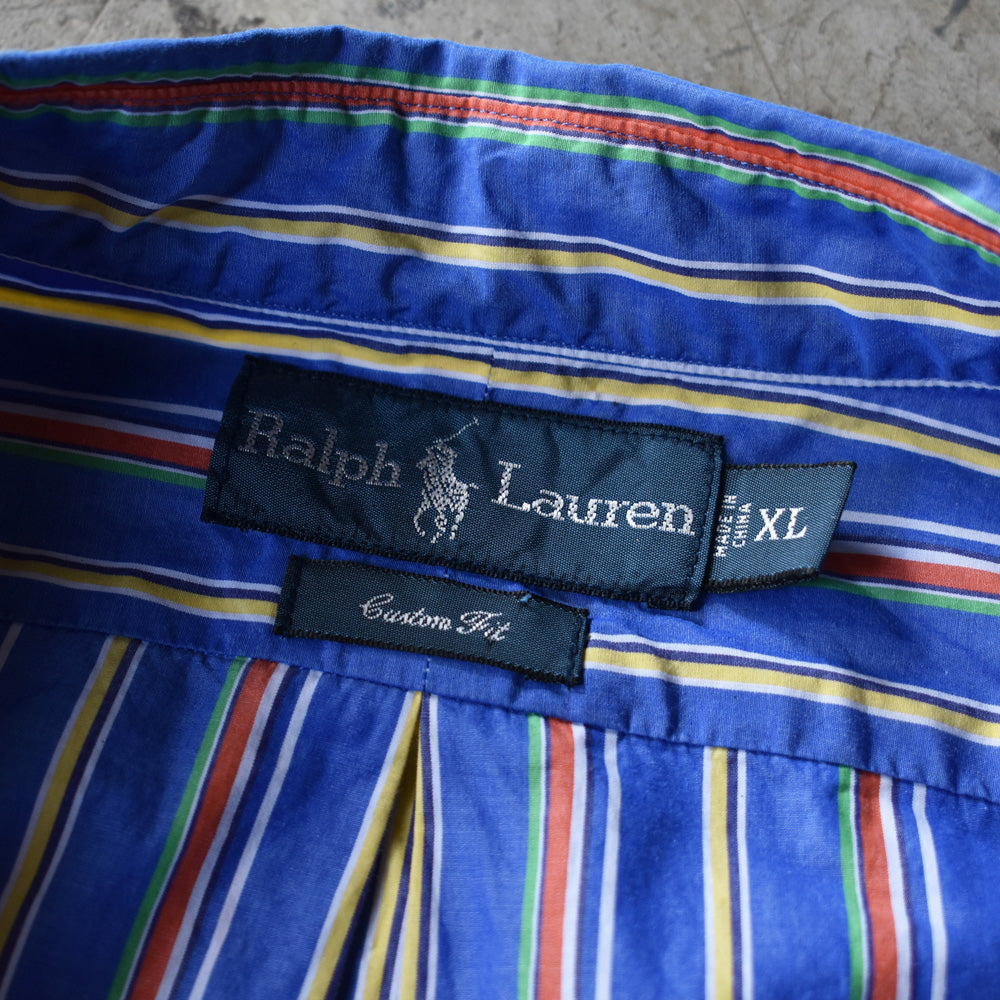 Ralph Lauren
MADE IN
CHINA
XL
Custom Fit